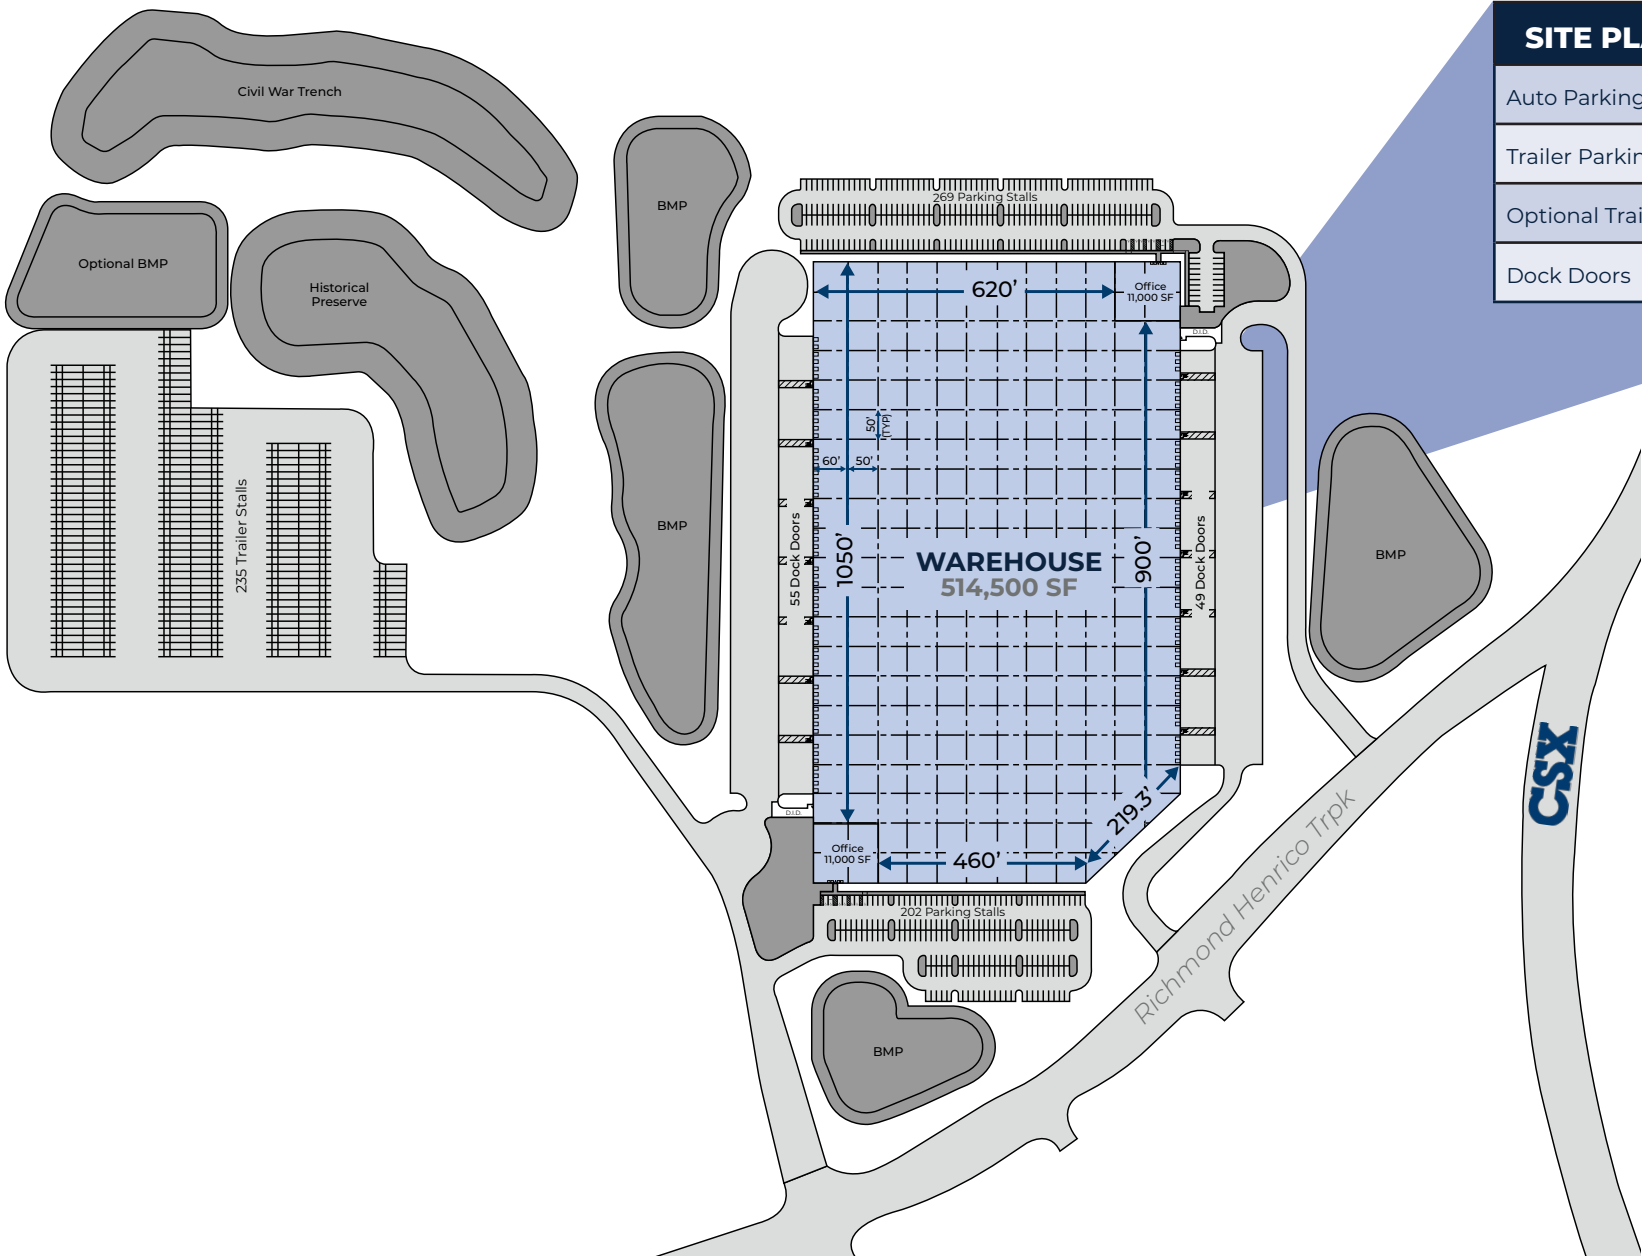 SITE PL
Auto Parking
Trailer Parkin
Optional Trai
Dock Doors
Civil War Trench
BMP
269 Parking Stalls
Optional BMP
Historical
Preserve
620’
Office
11,000 SF
D.I.D.
50’
(TYP)
60’
50’
235 Trailer Stalls
BMP
55 Dock Doors
1050’
WAREHOUSE
514,500 SF
900’
49 Dock Doors
BMP
CSX
219.3’
D.I.D.
Office
11,000 SF
460’
202 Parking Stalls
Richmond Henrico Trpk
BMP